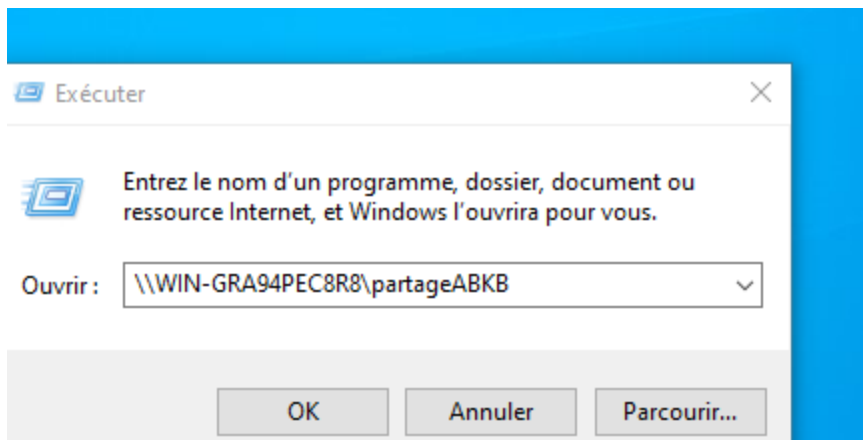 Exécuter
Entrez le nom d'un programme, dossier, document ou
ressource Internet, et Windows l'ouvrira pour vous.
Ouvrir :
\\WIN-GRA94PEC8R8\partageABKB
OK
Annuler
Parcourir...